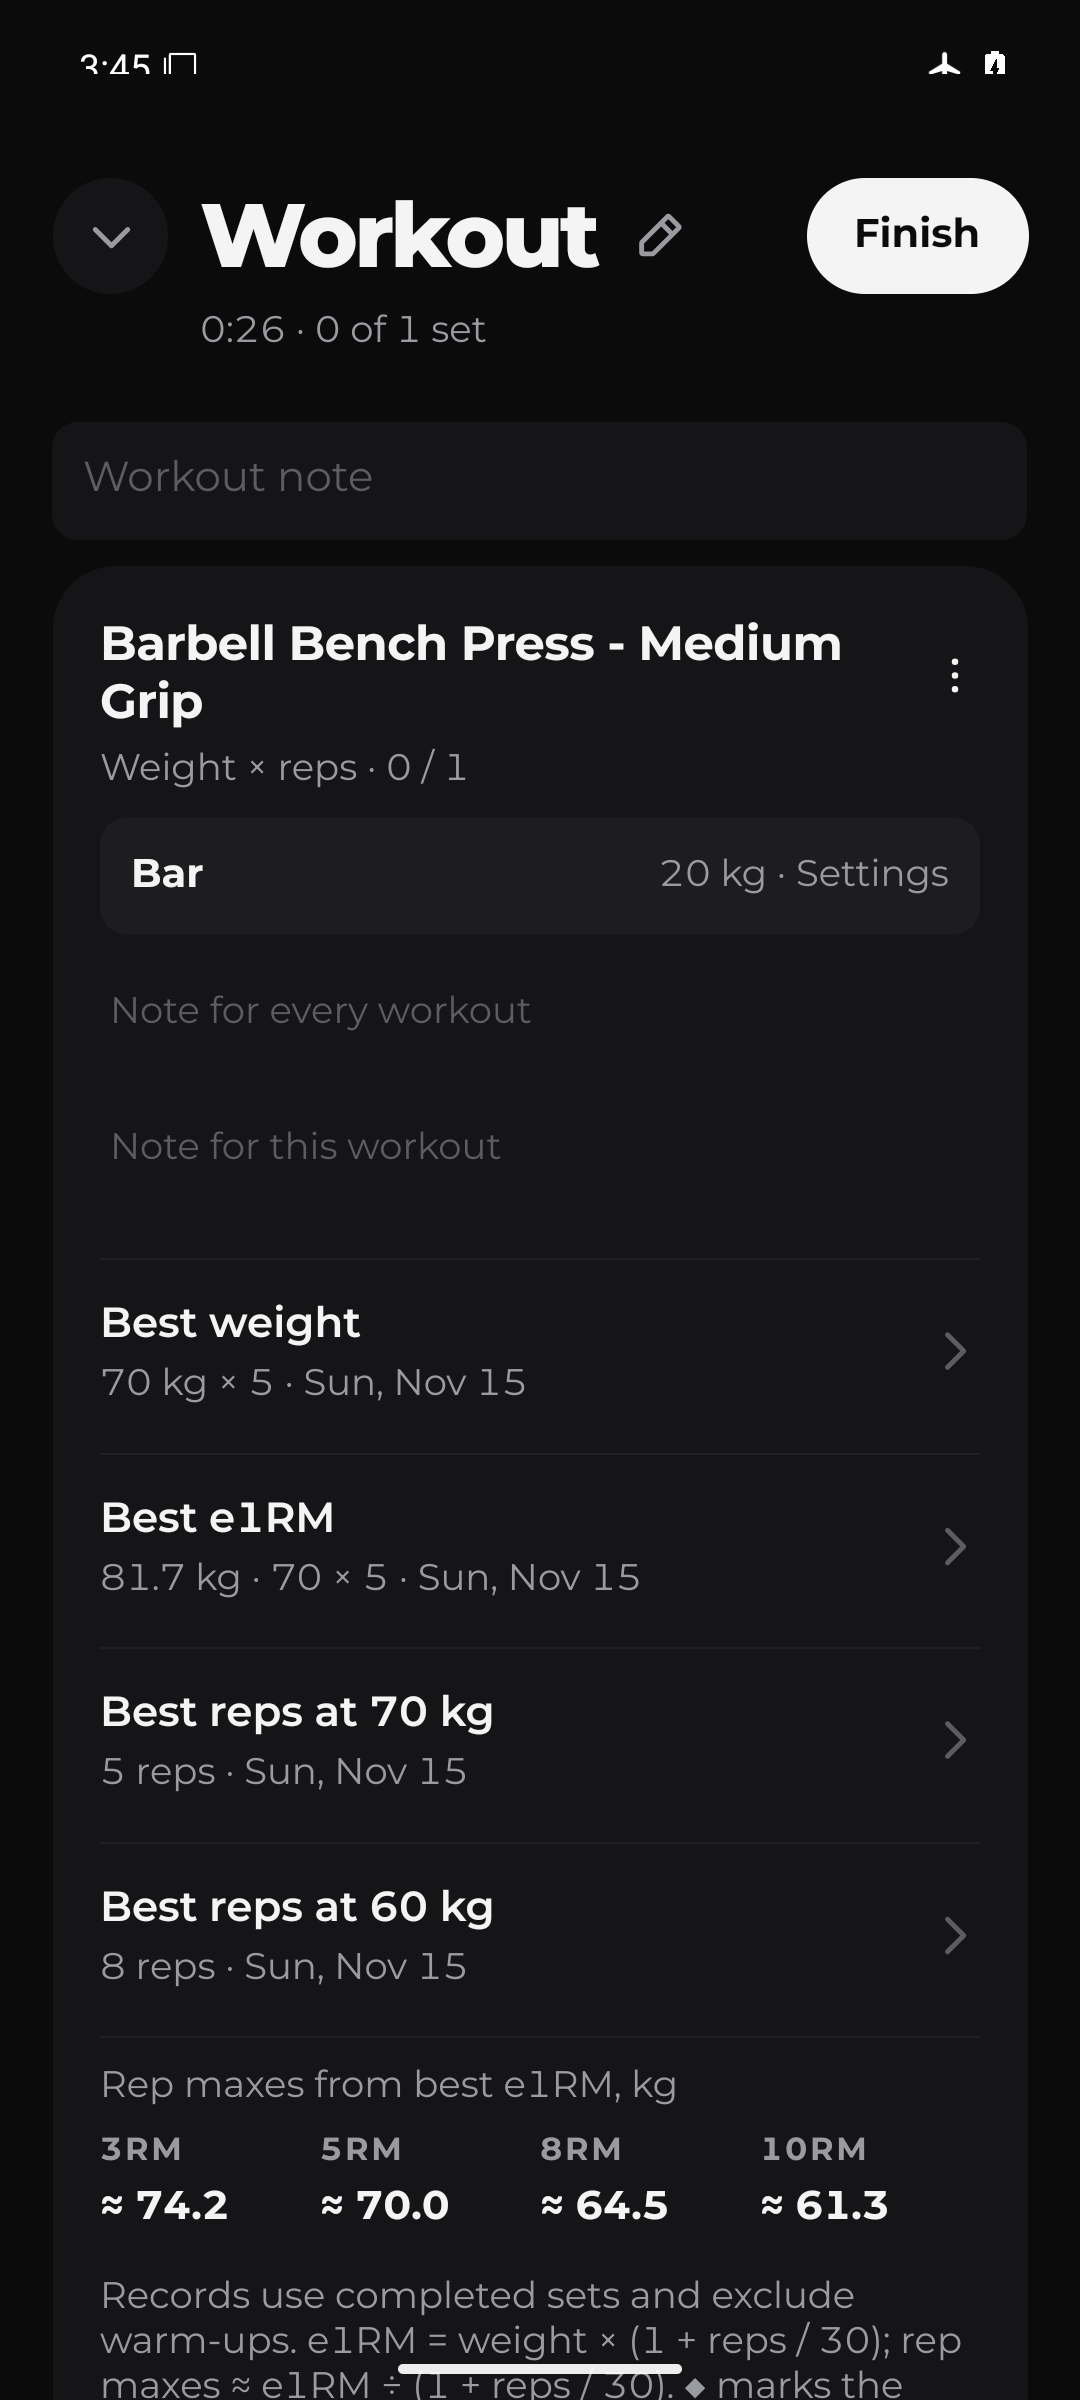 3:45
Workout
Finish
0:26 · 0 of 1 set
Workout note
Barbell Bench Press - Medium
Grip
Weight × reps · 0 / 1
Bar
20 kg · Settings
Note for every workout
Note for this workout
Best weight
70 kg × 5 · Sun, Nov 15
Best e1RM
81.7 kg · 70 × 5 · Sun, Nov 15
Best reps at 70 kg
5 reps · Sun, Nov 15
Best reps at 60 kg
8 reps · Sun, Nov 15
Rep maxes from best e1RM, kg
3RM 5RM 8RM 10RM
≈ 74.2 ≈ 70.0 ≈ 64.5 ≈ 61.3
Records use completed sets and exclude
warm-ups. e1RM = weight × (1 + reps / 30); rep
maxes ≈ e1RM ÷ (1 + reps / 30). ◆ marks the